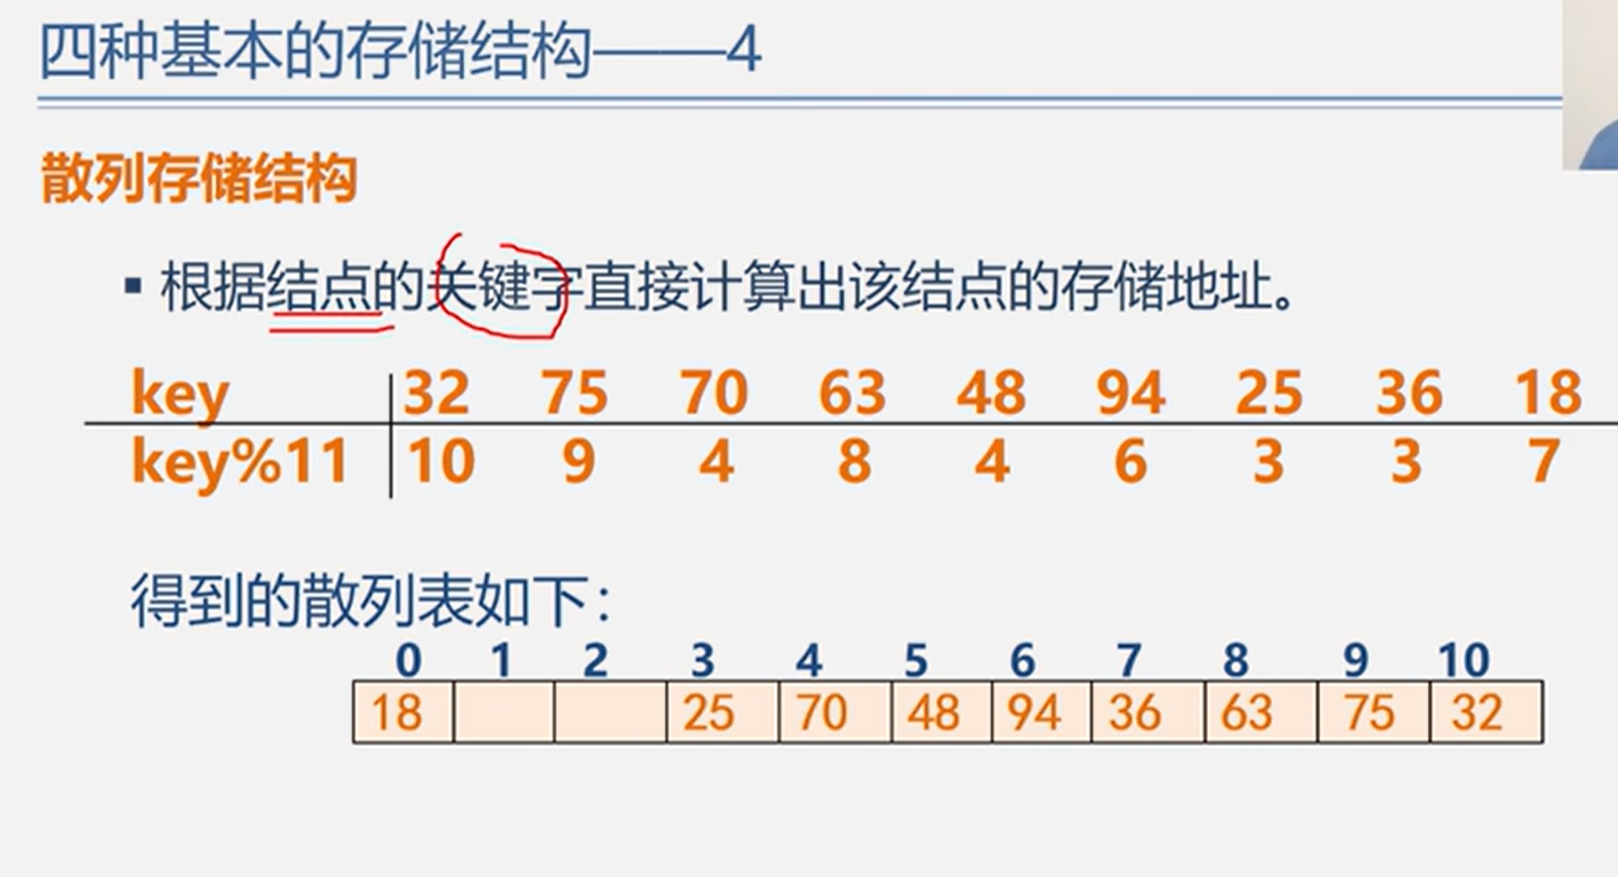 四种基本的存储结构——4
散列存储结构
▪ 根据结点的关键字直接计算出该结点的存储地址。
key 32 75 70 63 48 94 25 36 18
key%11 10 9 4 8 4 6 3 3 7
得到的散列表如下：
0 1 2 3 4 5 6 7 8 9 10
18 25 70 48 94 36 63 75 32